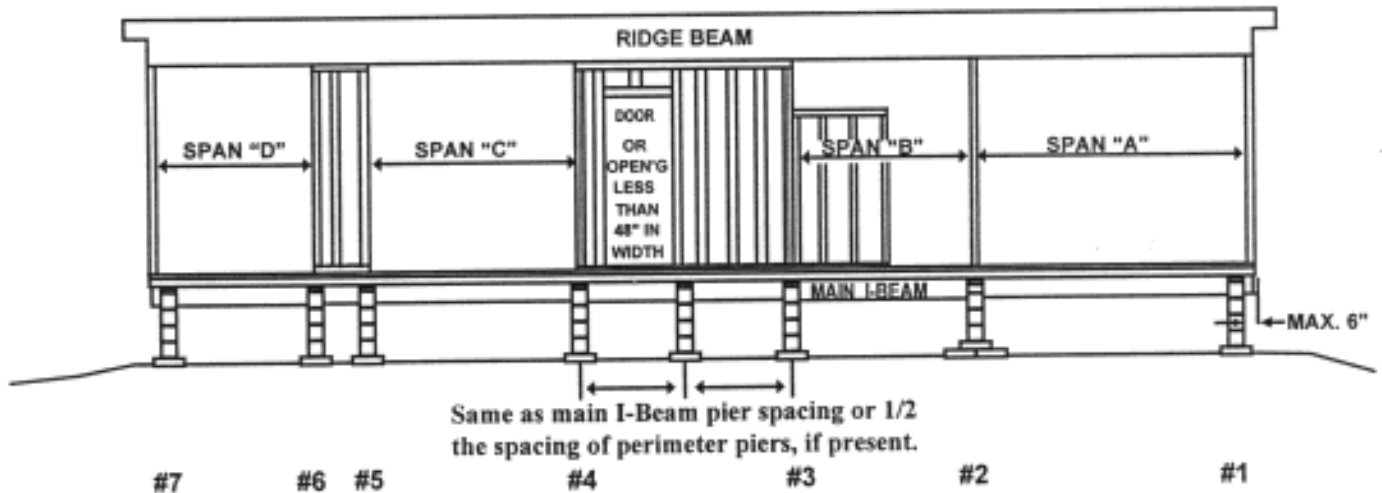 RIDGE BEAM
SPAN "D"
SPAN "C"
DOOR
OR
OPEN'G
LESS
THAN
48" IN
WIDTH
SPAN "B"
SPAN "A"
MAIN I-BEAM
MAX. 6"
Same as main I-Beam pier spacing or 1/2
the spacing of perimeter piers, if present.
#7 #6 #5 #4 #3 #2 #1